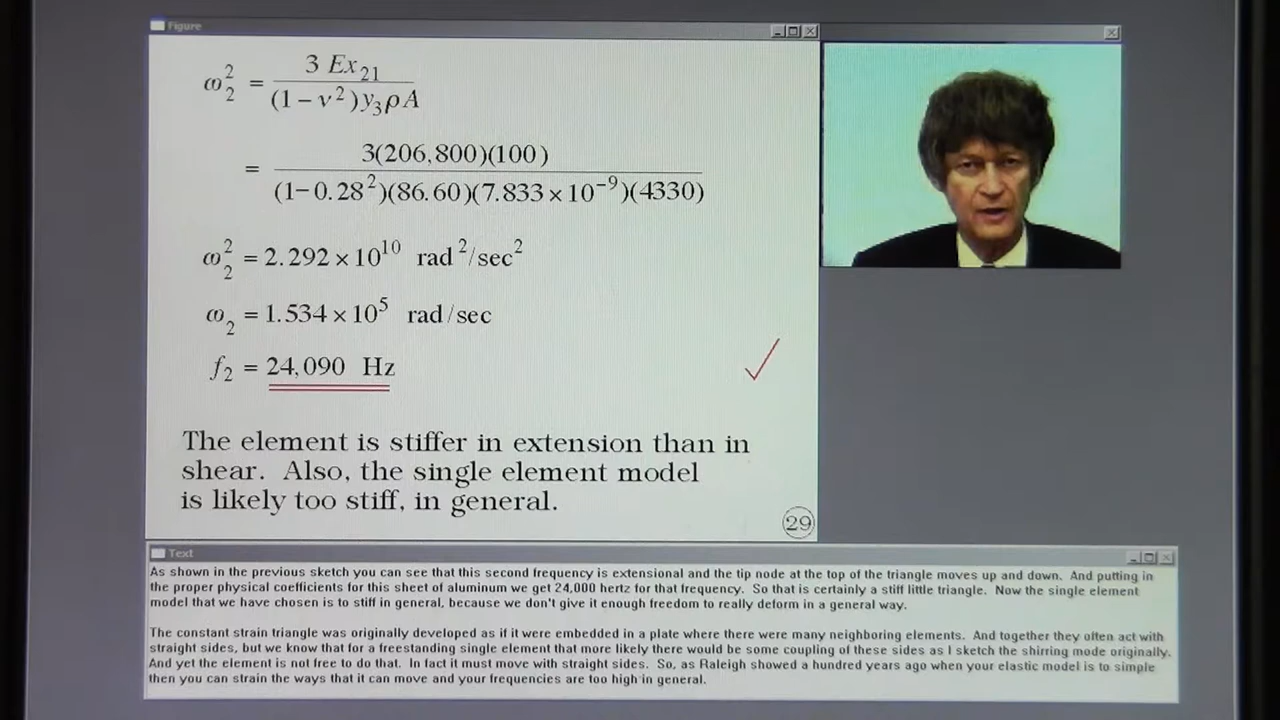 Figure
ω₂² = 3 Ex₂₁ / (1 – ν²)y₃ρA
= 3(206,800)(100) / (1–0.28²)(86.60)(7.833 × 10⁻⁹)(4330)
ω₂² = 2.292 × 10¹⁰ rad²/sec²
ω₂ = 1.534 × 10⁵ rad/sec
f₂ = 24,090 Hz
The element is stiffer in extension than in
shear. Also, the single element model
is likely too stiff, in general.
29
Text
As shown in the previous sketch you can see that this second frequency is extensional and the tip node at the top of the triangle moves up and down. And putting in
the proper physical coefficients for this sheet of aluminum we get 24,000 hertz for that frequency. So that is certainly a stiff little triangle. Now the single element
model that we have chosen is to stiff in general, because we don't give it enough freedom to really deform in a general way.
The constant strain triangle was originally developed as if it were embedded in a plate where there were many neighboring elements. And together they often act with
straight sides, but we know that for a freestanding single element that more likely there would be some coupling of these sides as I sketch the shirring mode originally.
And yet the element is not free to do that. In fact it must move with straight sides. So, as Raleigh showed a hundred years ago when your elastic model is to simple
then you can strain the ways that it can move and your frequencies are too high in general.